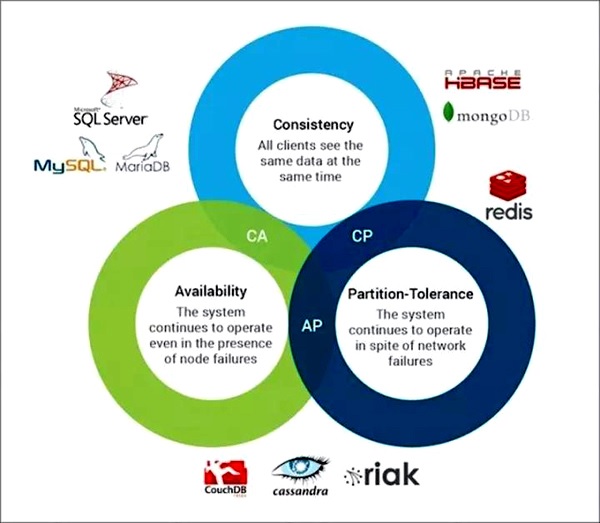 APACHE
HBASE
Microsoft
SQL Server
mongoDB
MySQL
MariaDB
Consistency
All clients see the
same data at the
same time
redis
CA
CP
Availability
The system
continues to operate
even in the presence
of node failures
Partition-Tolerance
The system
continues to operate
in spite of network
failures
AP
CouchDB
cassandra
riak